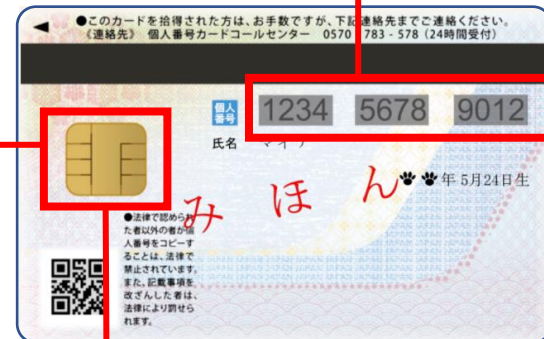 ●このカードを拾得された方は、お手数ですが、下記連絡先までご連絡ください。
《連絡先》 個人番号カードコールセンター 0570 783 - 578 (24時間受付)
個人番号 1234 5678 9012
氏名
年 5月24日生
みほん
●法律で認められ
た者以外の者が個
人番号をコピーす
ることは、法律で
禁止されています。
また、記載事項を
改ざんした者は、
法律により罰せら
れます。